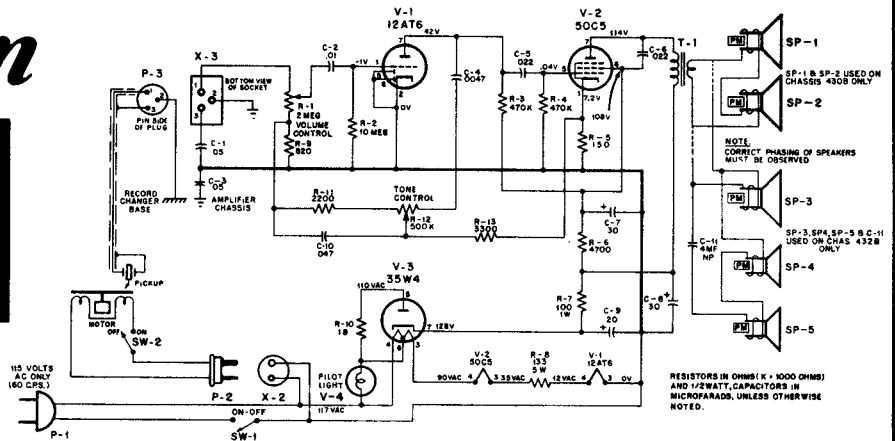 n
V-1
12AT6
V-2
50C5
X-3
P-3
PIN SIDE
OF PLUG
BOTTOM VIEW
OF SOCKET
C-2
.01
-1V
42V
C-4
.0047
C-5
.022
.04V
114V
C-6
.022
T-1
PM
SP-1
SP-1 & SP-2 USED ON
CHASSIS 430B ONLY
PM
SP-2
R-1
2 MEG
VOLUME
CONTROL
R-2
10 MEG
0V
R-3
470K
R-4
470K
7.2V
108V
R-5
150
R-9
820
C-1
.05
C-3
.05
AMPLIFIER
CHASSIS
RECORD
CHANGER
BASE
NOTE:
CORRECT PHASING OF SPEAKERS
MUST BE OBSERVED
PM
SP-3
R-11
2200
TONE
CONTROL
R-12
500K
C-10
.047
R-13
3300
C-7
30
R-6
4700
C-11
4MF
NP
SP-3, SP4, SP-5 & C-11
USED ON CHAS 432B
ONLY
PM
SP-4
PM
SP-5
PICKUP
MOTOR
ON
OFF
SW-2
V-3
35W4
110 VAC
128V
R-10
18
R-7
100
1W
C-9
20
C-8
30
PILOT
LIGHT
V-4
117 VAC
V-2
50C5
90VAC
35VAC
R-8
133
5 W
12VAC
V-1
12AT6
0V
115 VOLTS
AC ONLY
(60 C.P.S.)
P-1
P-2
X-2
ON-OFF
SW-1
RESISTORS IN OHMS (K = 1000 OHMS)
AND 1/2 WATT, CAPACITORS IN
MICROFARADS, UNLESS OTHERWISE
NOTED.